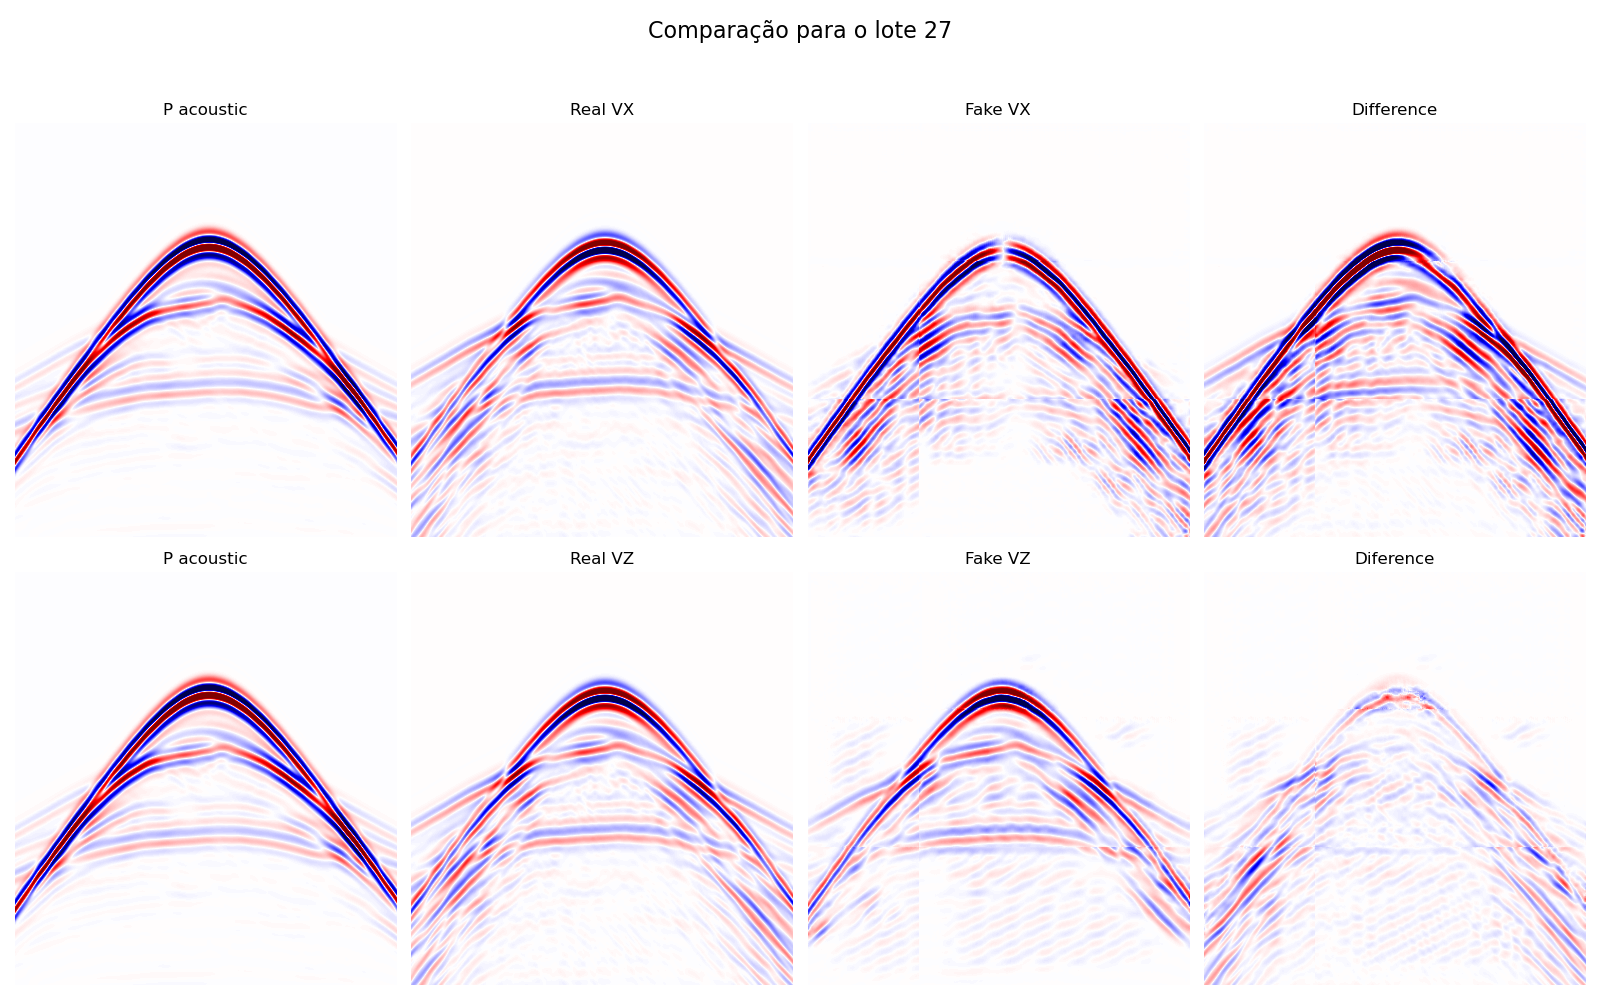 Comparação para o lote 27
P acoustic
Real VX
Fake VX
Difference
P acoustic
Real VZ
Fake VZ
Diference